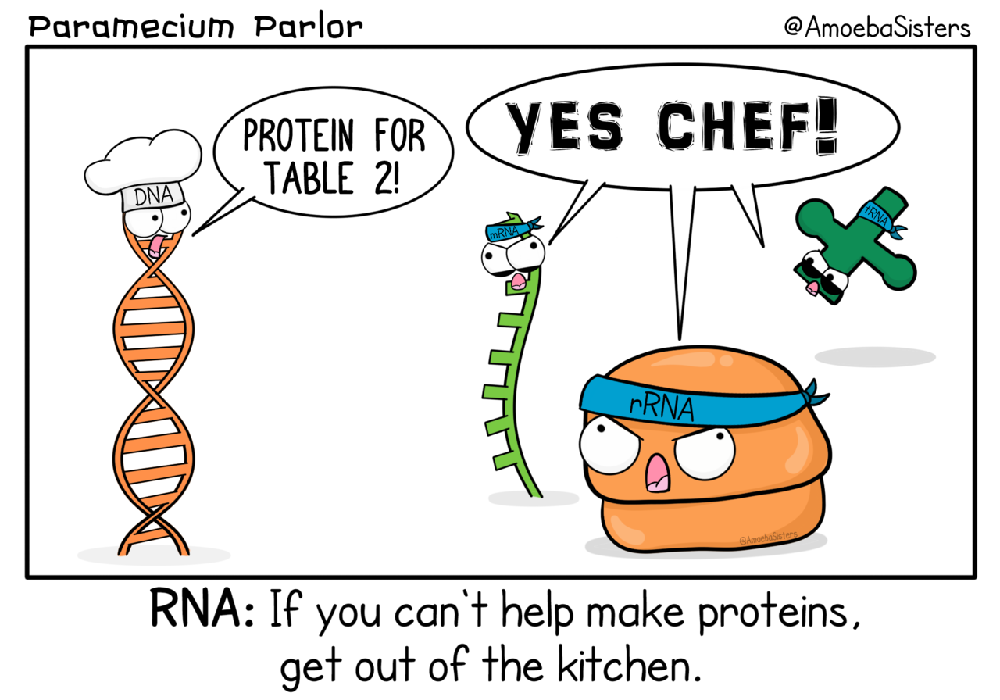 Paramecium Parlor
@AmoebaSisters
PROTEIN FOR
TABLE 2!
YES CHEF!
DNA
mRNA
tRNA
rRNA
@AmoebaSisters
RNA: If you can't help make proteins,
get out of the kitchen.